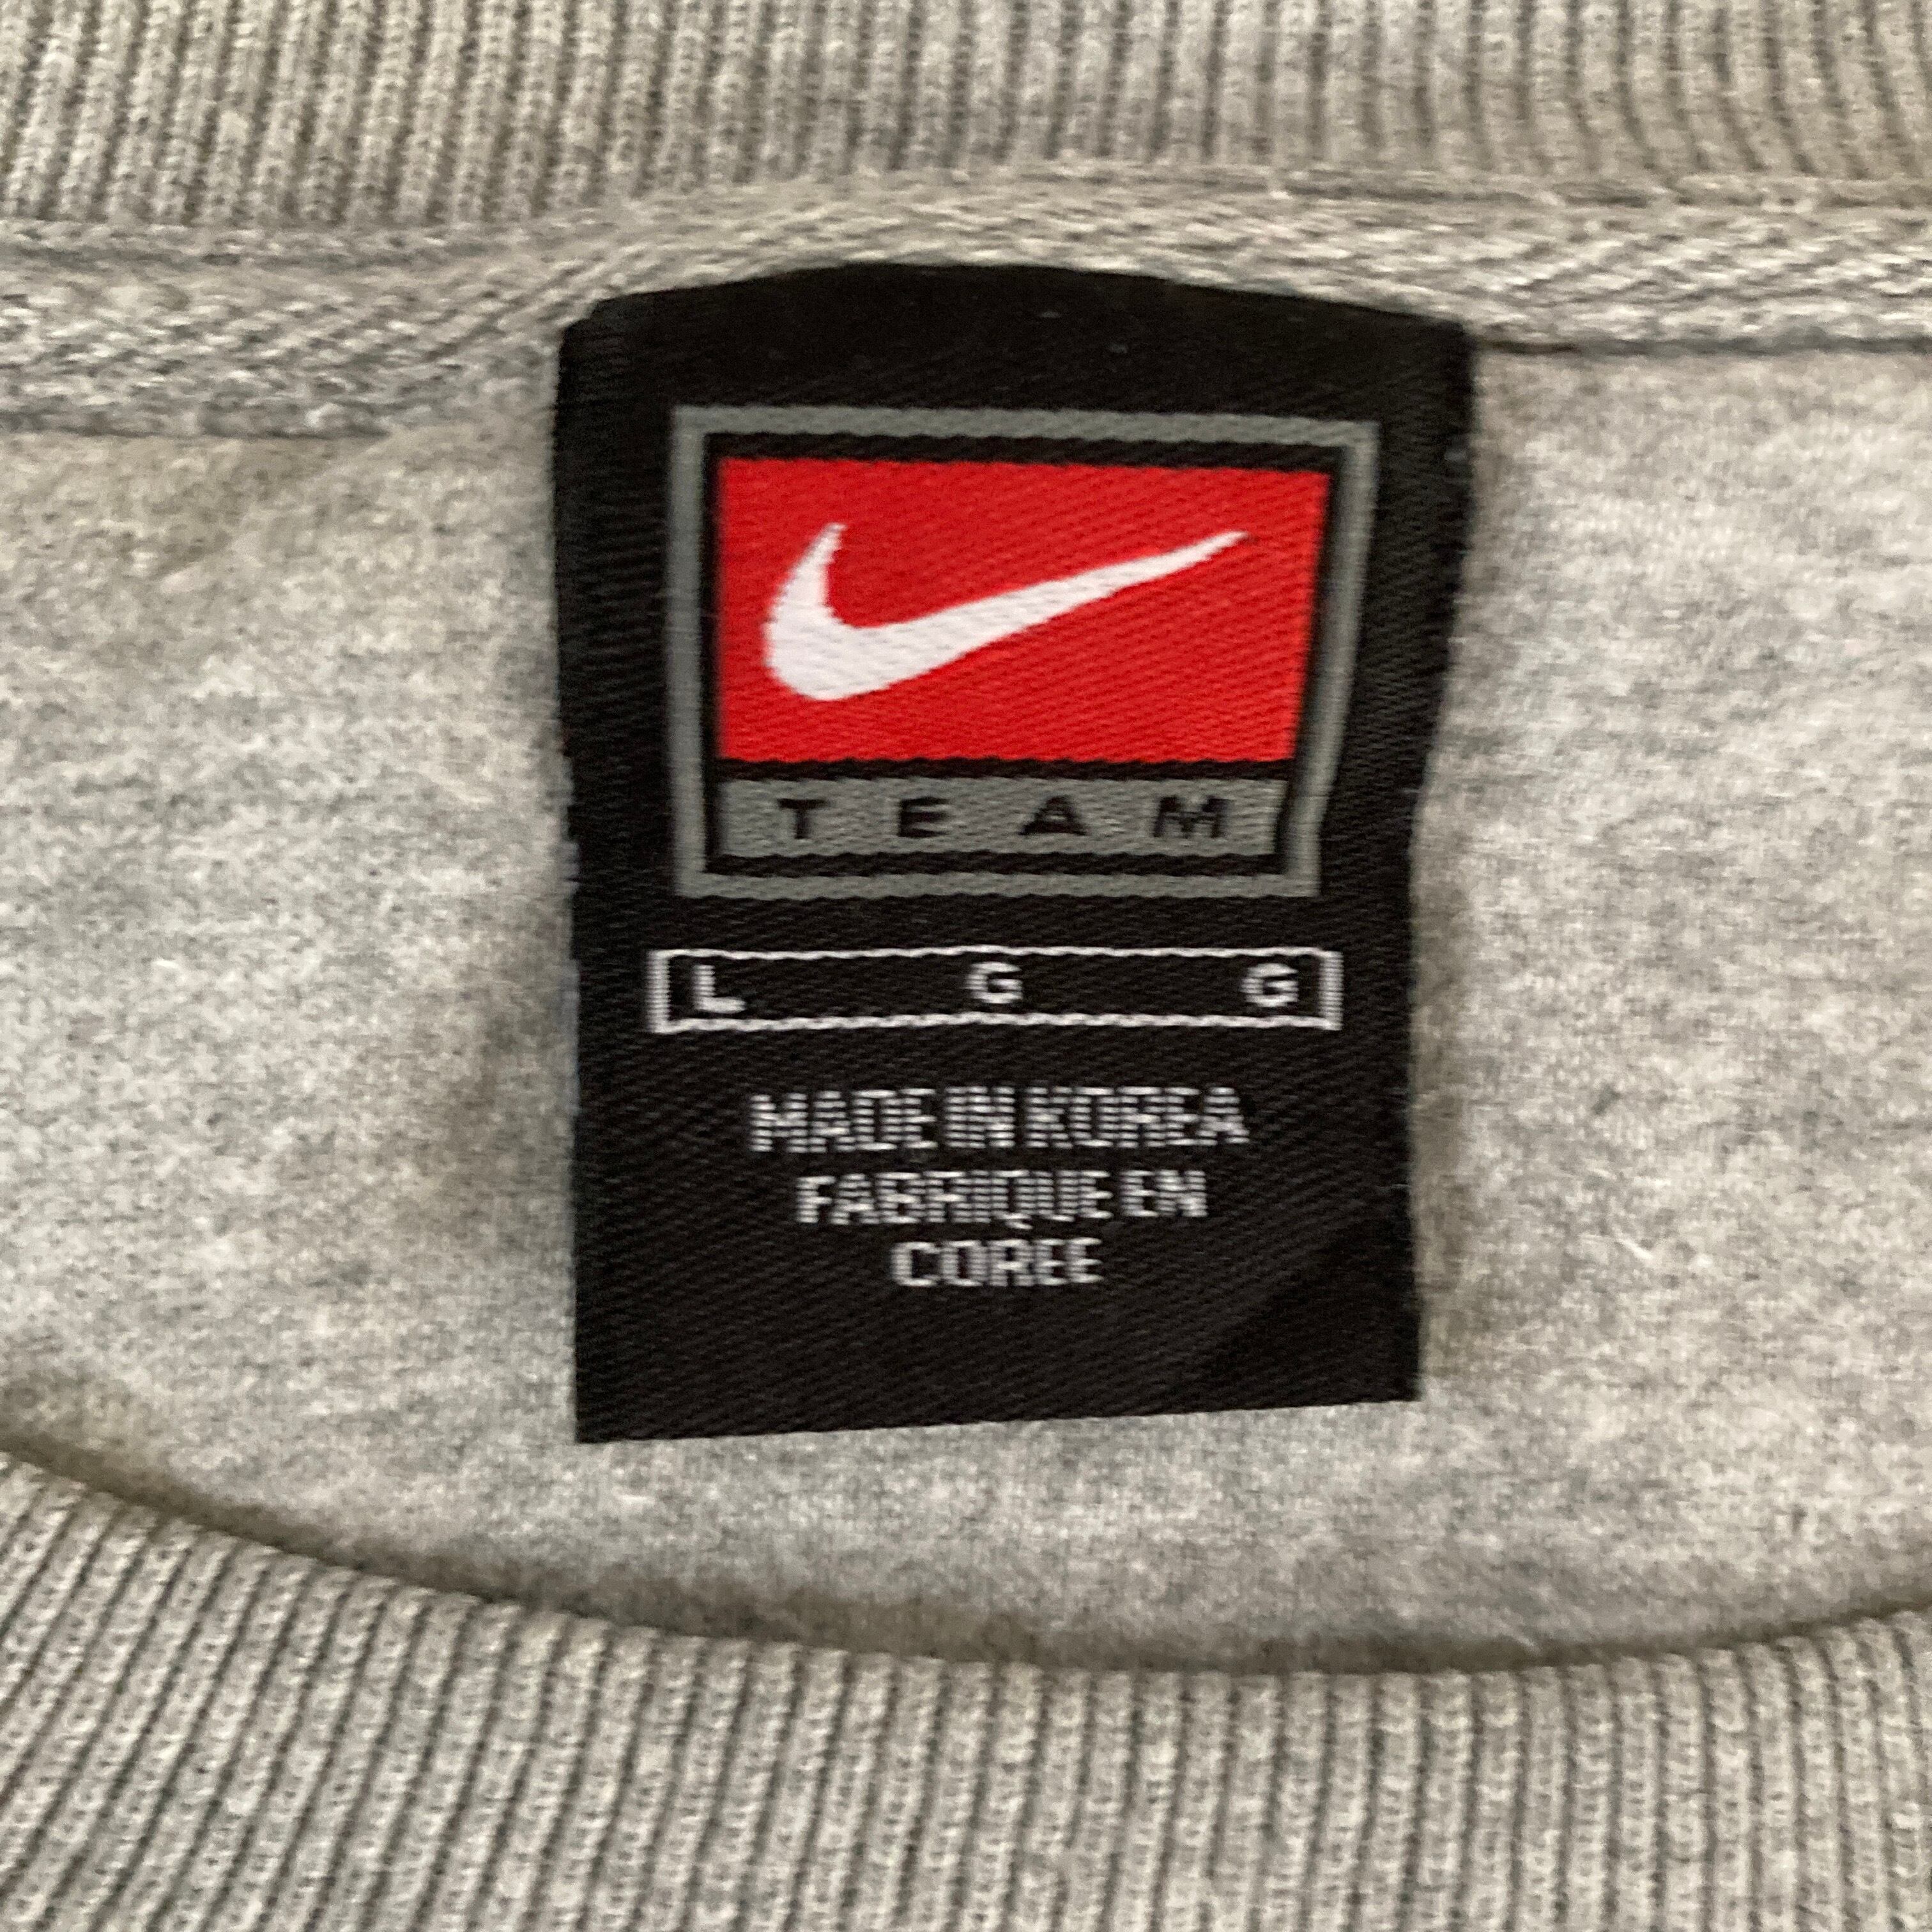 TEAM
L G G
MADE IN KOREA
FABRIQUE EN
COREE